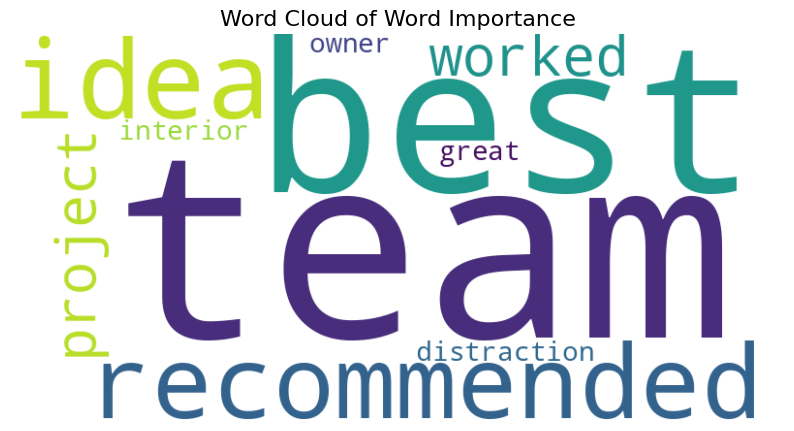 Word Cloud of Word Importance
owner
worked
idea
best
interior
great
project
team
distraction
recommended